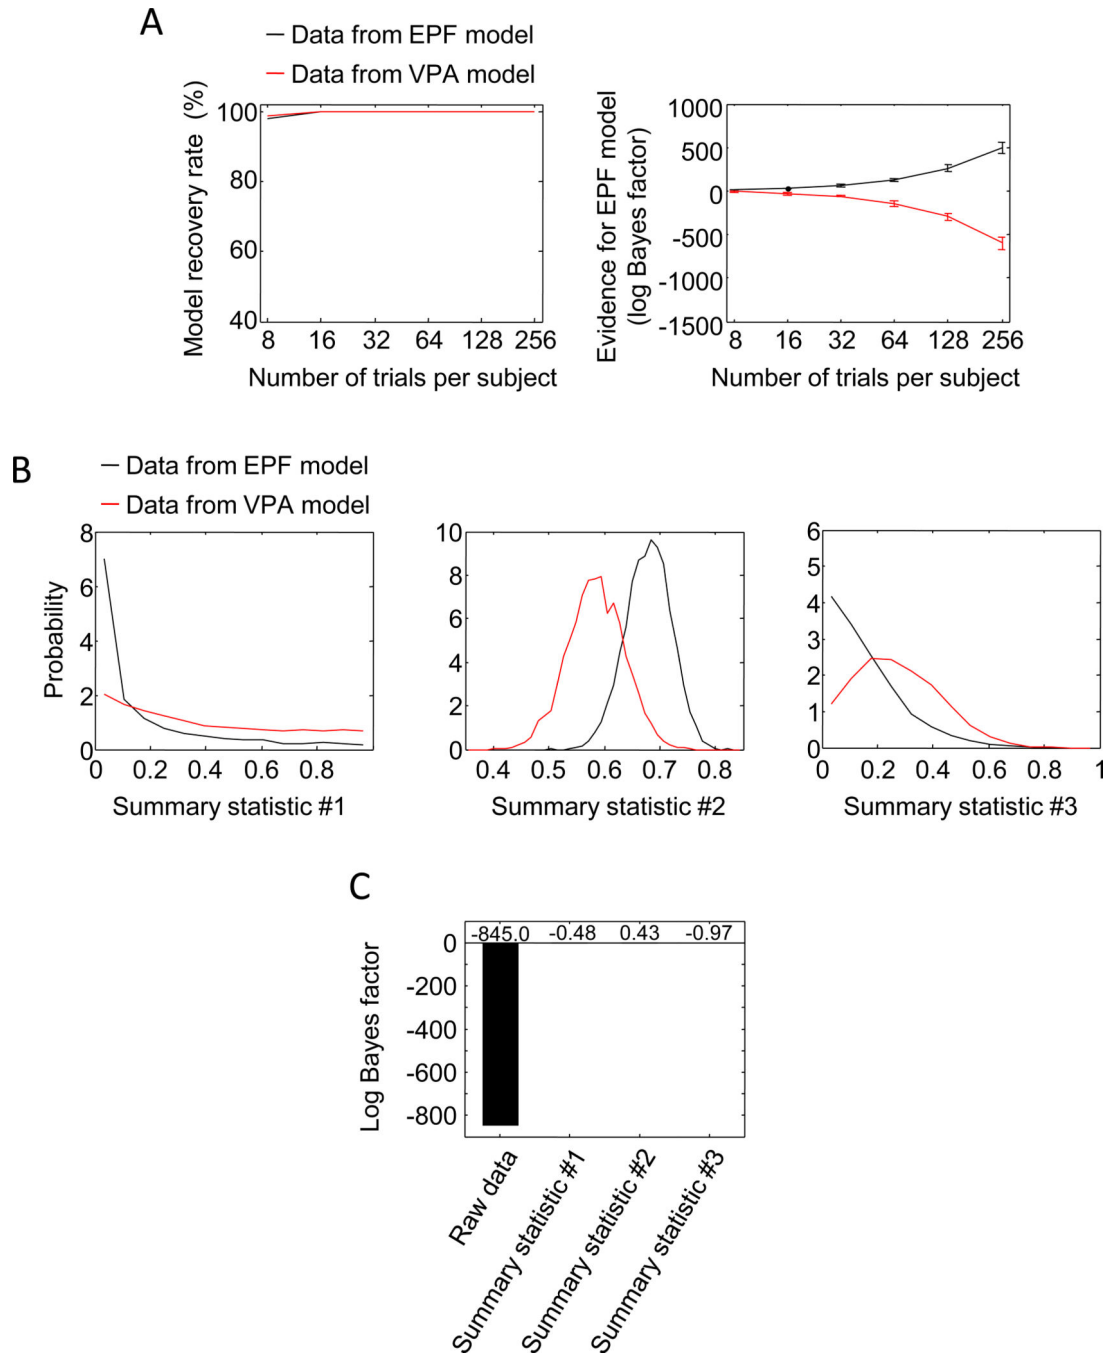 A
Data from EPF model
Data from VPA model
Model recovery rate (%)
100
80
60
40
8 16 32 64 128 256
Number of trials per subject
Evidence for EPF model
(log Bayes factor)
1000
500
0
-500
-1000
-1500
8 16 32 64 128 256
Number of trials per subject
B
Data from EPF model
Data from VPA model
Probability
8
6
4
2
0
0 0.2 0.4 0.6 0.8
Summary statistic #1
10
8
6
4
2
0
0.4 0.5 0.6 0.7 0.8
Summary statistic #2
6
5
4
3
2
1
0
0 0.2 0.4 0.6 0.8 1
Summary statistic #3
C
Log Bayes factor
-845.0 -0.48 0.43 -0.97
0
-200
-400
-600
-800
Raw data
Summary statistic #1
Summary statistic #2
Summary statistic #3